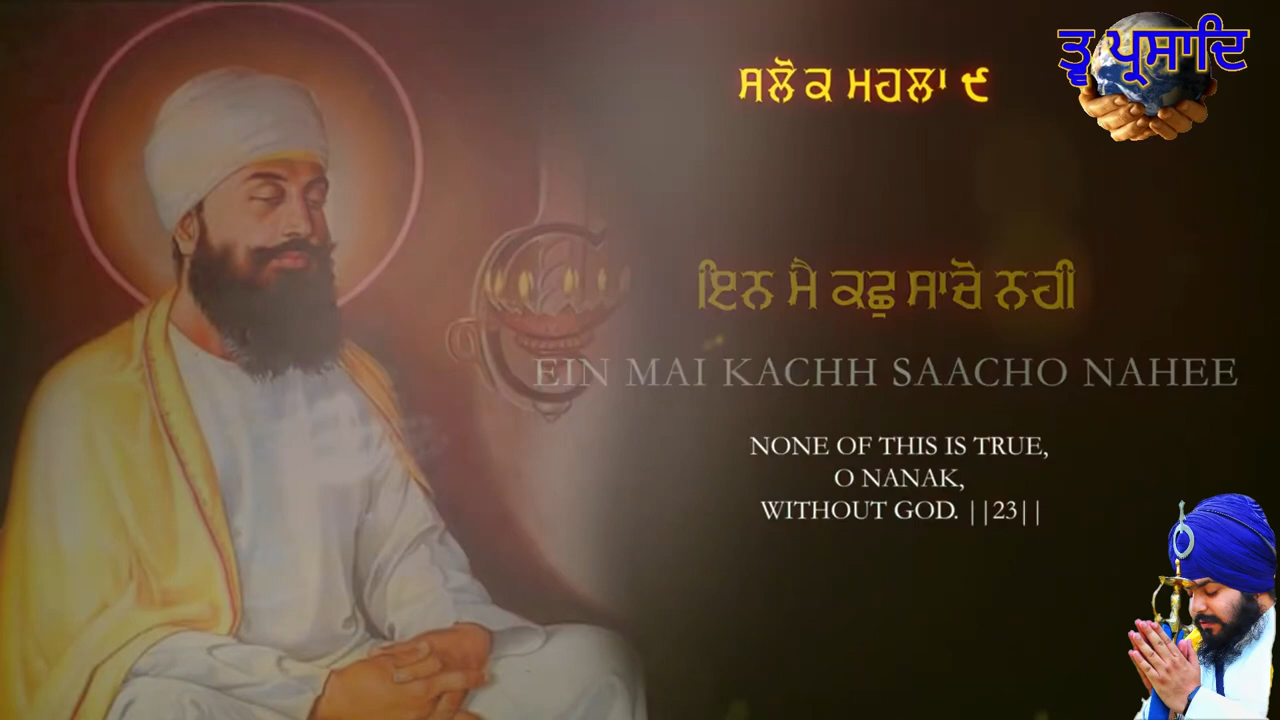 ਸਲੋਕ ਮਹਲਾ ੯
ਤ੍ਵ ਪ੍ਰਸਾਦਿ
ਇਨ ਮੈ ਕਛੁ ਸਾਚੋ ਨਹੀ
EIN MAI KACHH SAACHO NAHEE
NONE OF THIS IS TRUE,
O NANAK,
WITHOUT GOD. ||23||